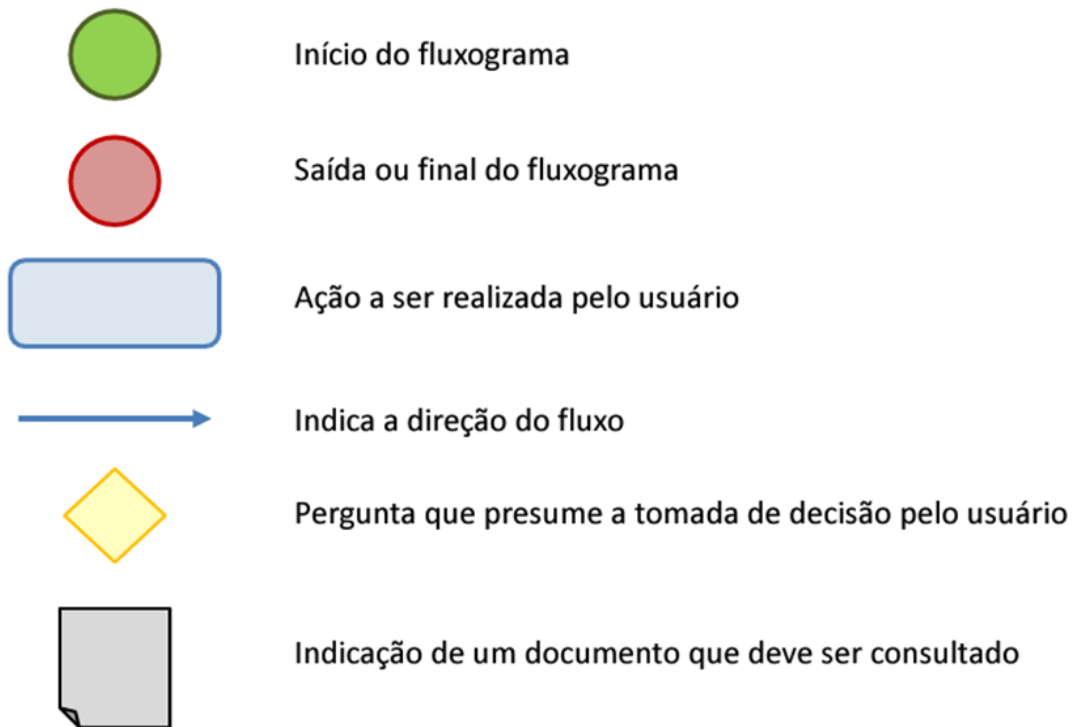 Início do fluxograma
Saída ou final do fluxograma
Ação a ser realizada pelo usuário
Indica a direção do fluxo
Pergunta que presume a tomada de decisão pelo usuário
Indicação de um documento que deve ser consultado